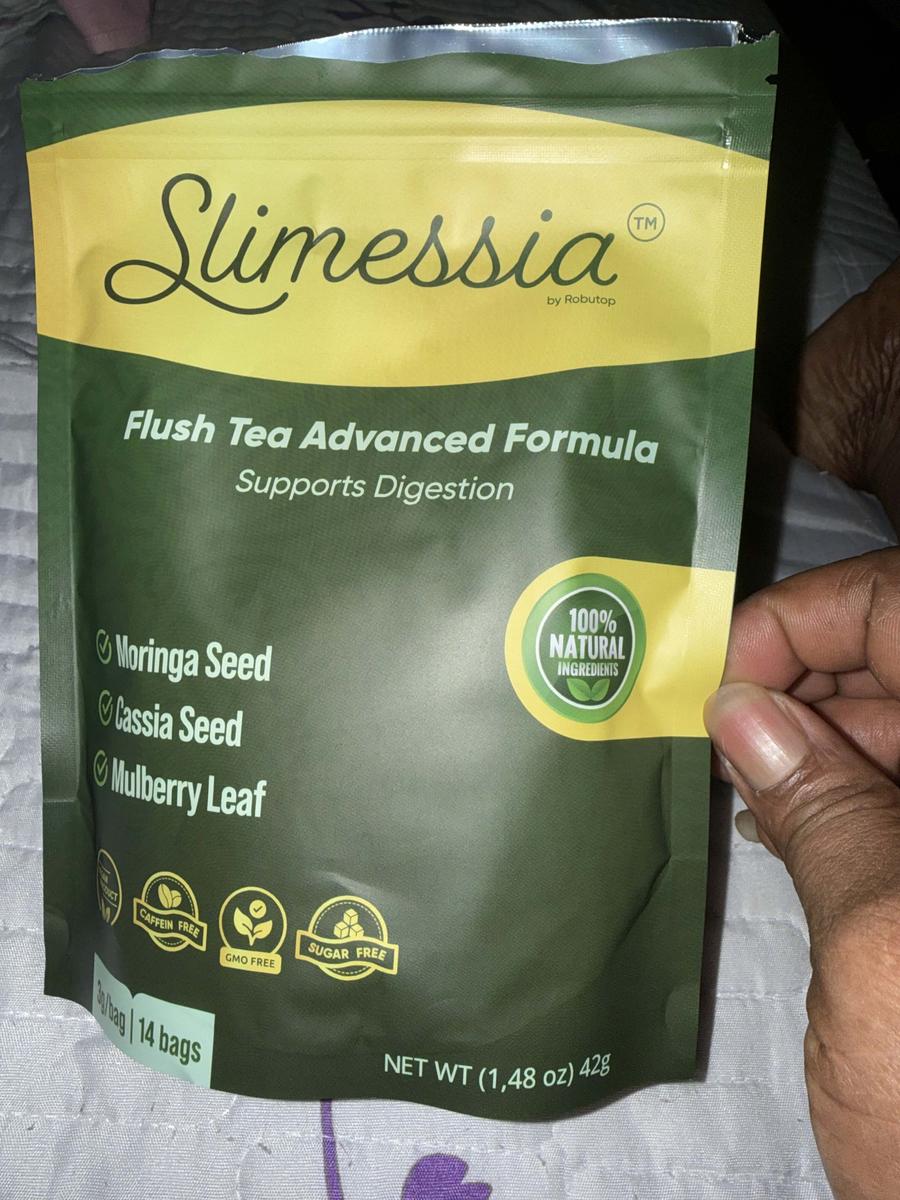 Slimessia TM
by Robutop
Flush Tea Advanced Formula
Supports Digestion
100%
NATURAL
INGREDIENTS
Moringa Seed
Cassia Seed
Mulberry Leaf
CAFFEIN FREE
GMO FREE
SUGAR FREE
3g/bag | 14 bags
NET WT (1,48 oz) 42g